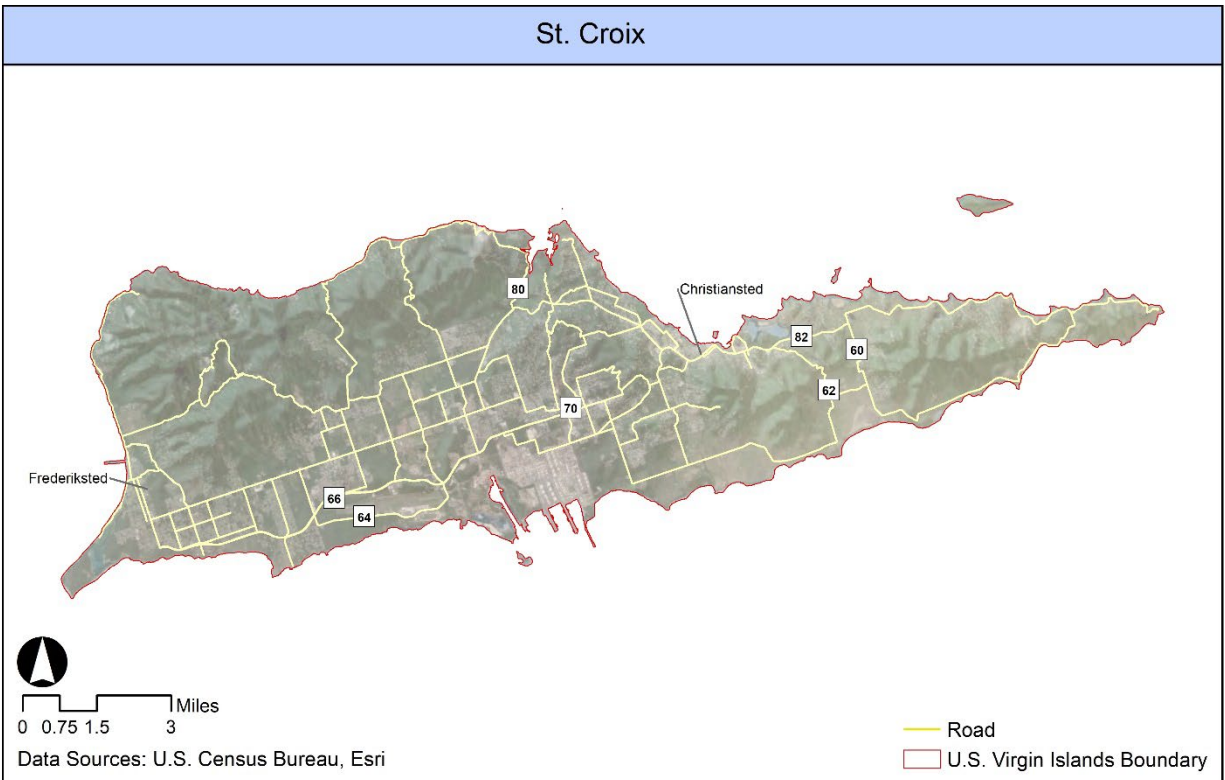 St. Croix
80
Christiansted
82
60
62
70
Frederiksted
66
64
Miles
0 0.75 1.5 3
Data Sources: U.S. Census Bureau, Esri
Road
U.S. Virgin Islands Boundary